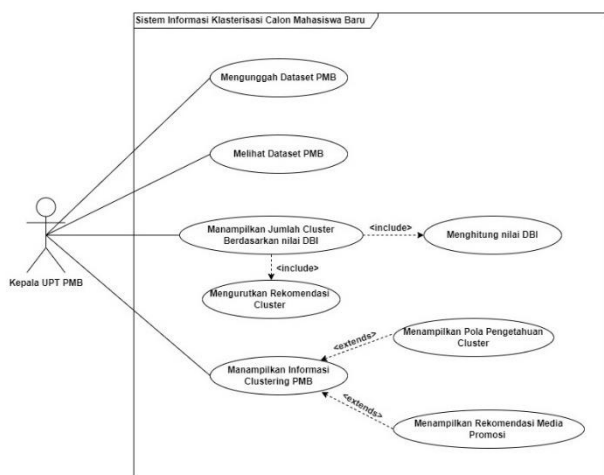 Sistem Informasi Klasterisasi Calon Mahasiswa Baru
Mengunggah Dataset PMB
Melihat Dataset PMB
Manampilkan Jumlah Cluster
Berdasarkan nilai DBI
<include>
Menghitung nilai DBI
<include>
Mengurutkan Rekomendasi
Cluster
Kepala UPT PMB
<extends>
Menampilkan Pola Pengetahuan
Cluster
Manampilkan Informasi
Clustering PMB
<extends>
Menampilkan Rekomendasi Media
Promosi